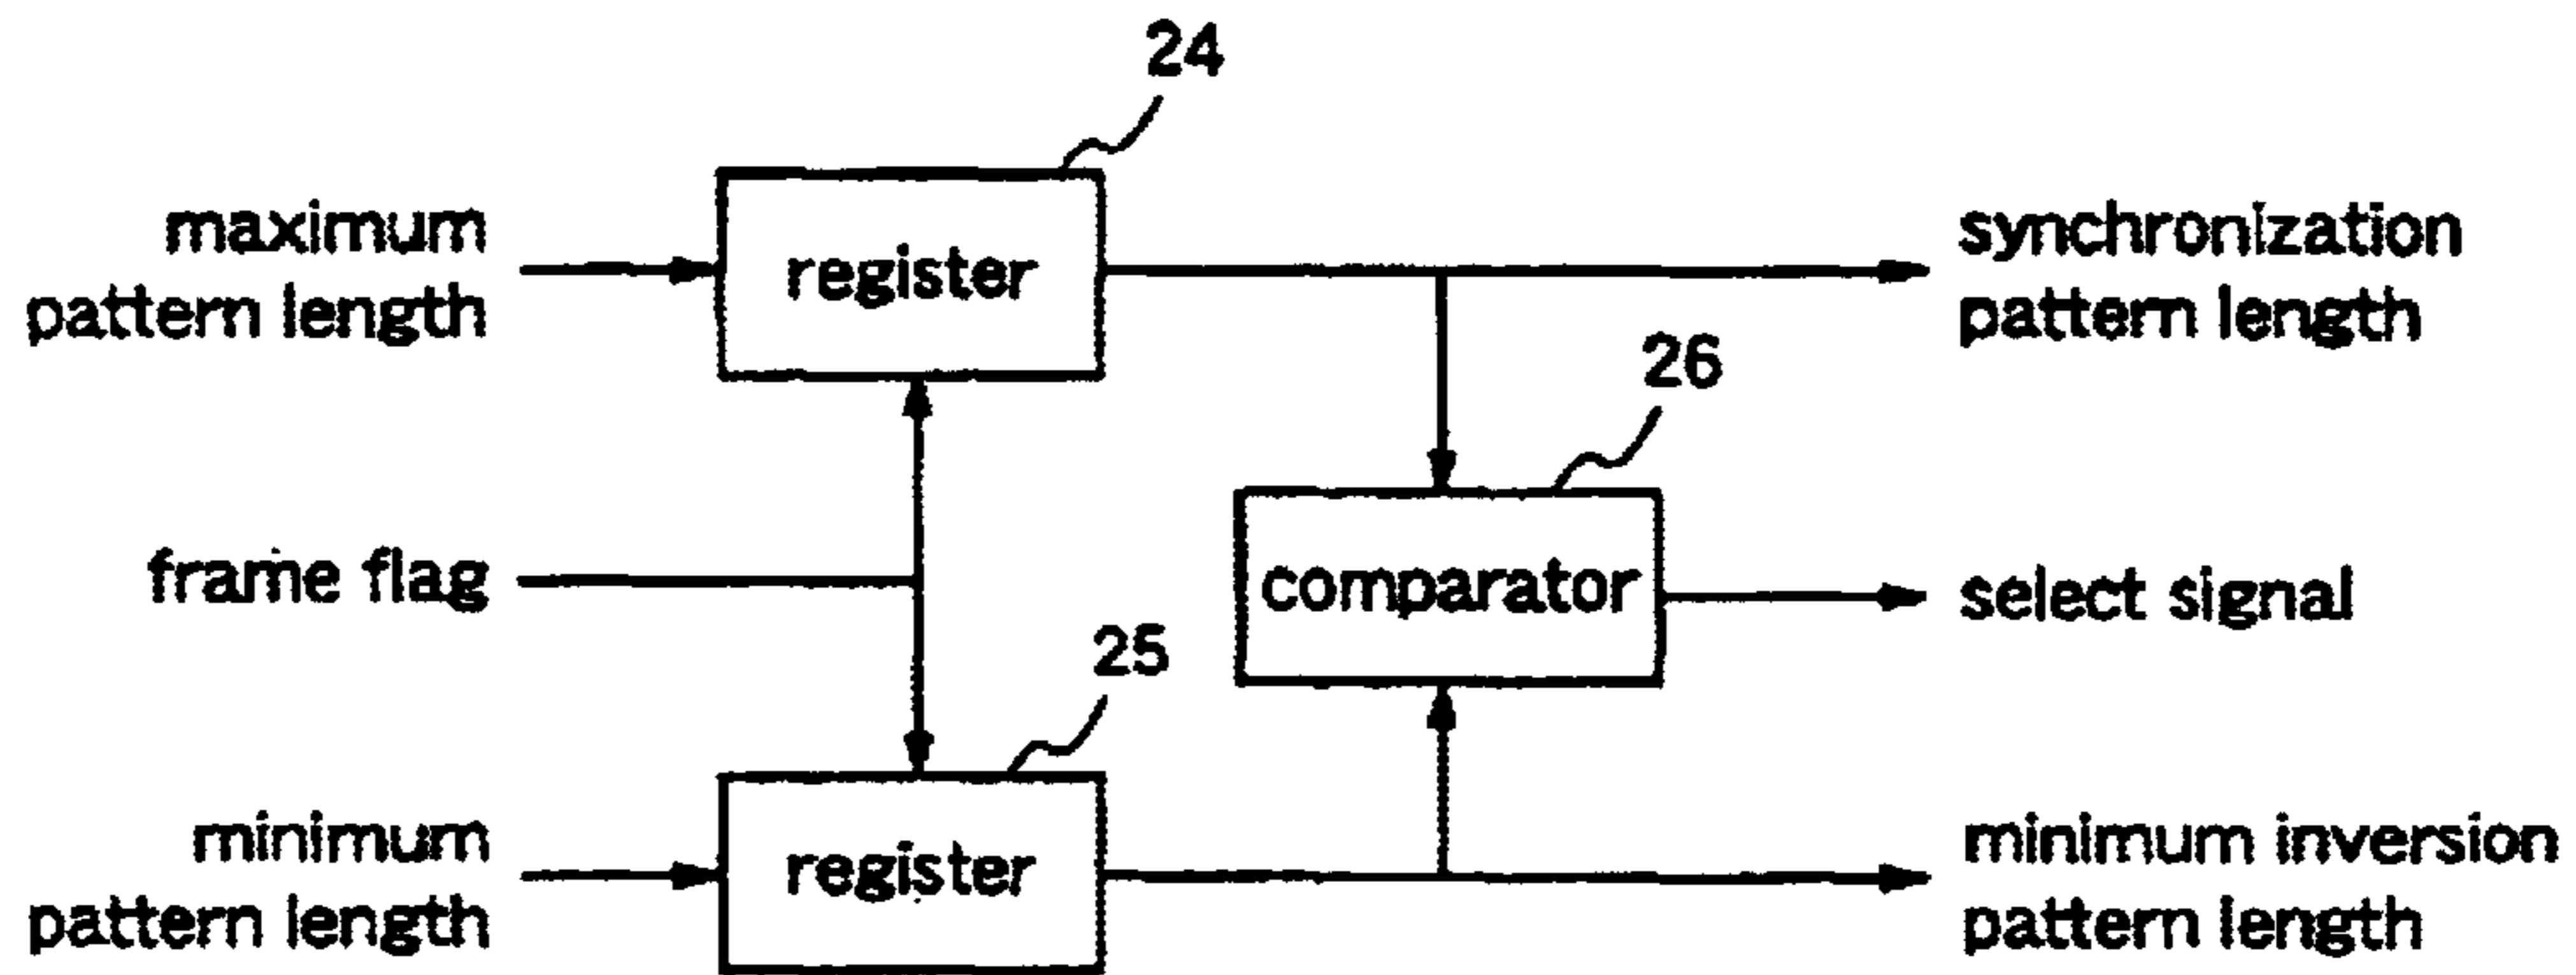 24
maximum
pattern length
register
synchronization
pattern length
26
frame flag
comparator
select signal
25
minimum
pattern length
register
minimum inversion
pattern length